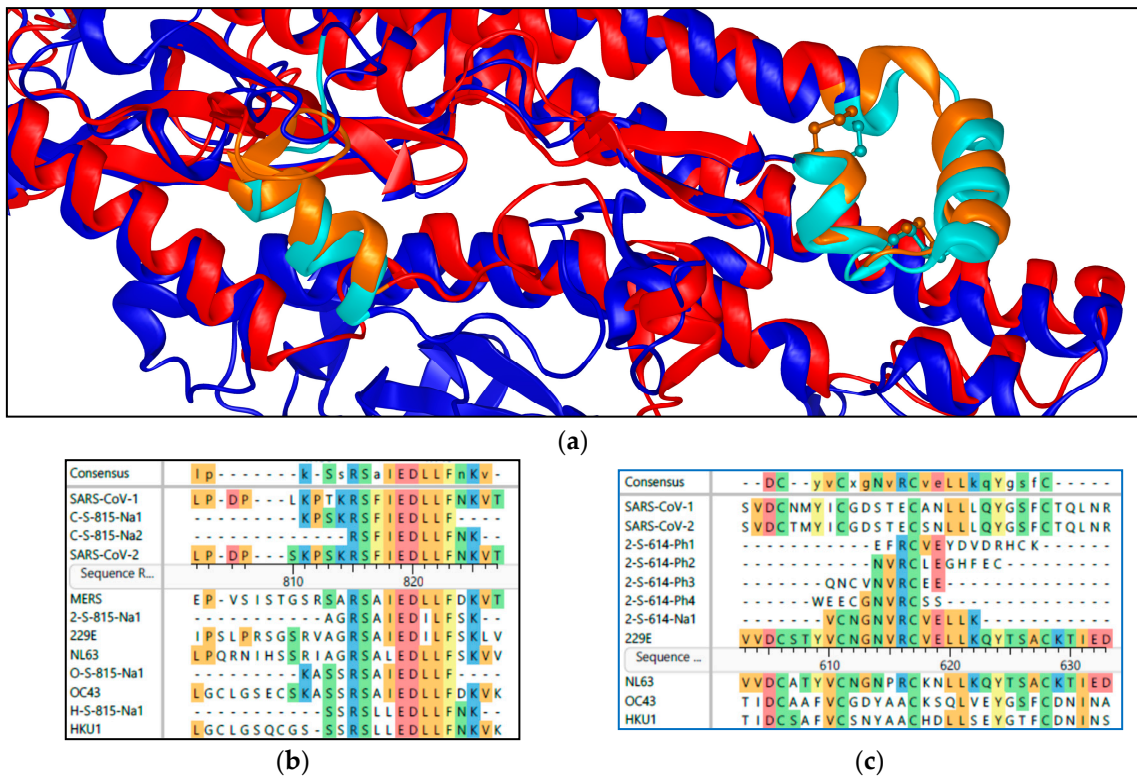 Consensus I p - - - - - - - k - S s R S a I E D L L F n K v -
SARS-CoV-1 L P - D P - - - L K P T K R S F I E D L L F N K V T
C-S-815-Na1 - - - - - - - - - K P S K R S F I E D L L F - - - -
C-S-815-Na2 - - - - - - - - - - - - - R S F I E D L L F N K - -
SARS-CoV-2 L P - D P - - - S K P S K R S F I E D L L F N K V T
Sequence R... 810 820
MERS E P - V S I S T G S R S A R S A I E D L L F D K V T
2-S-815-Na1 - - - - - - - - - - - A G R S A I E D I L F S K - -
229E I P S L P R S G S R V A G R S A I E D I L F S K L V
NL63 L P Q R N I H S S R I A G R S A L E D L L F S K V V
O-S-815-Na1 - - - - - - - - - K A S S R S A I E D L L F - - - -
OC43 L G C L G S E C S K A S S R S A I E D L L F D K V K
H-S-815-Na1 - - - - - - - - - - - S S R S L L E D L L F N K - -
HKU1 L G C L G S Q C G S - S S R S L L E D L L F N K V K
Consensus - - D C - - y v C x g N v R C v e L L k q Y g s f C - - - - -
SARS-CoV-1 S V D C N M Y I C G D S T E C A N L L L Q Y G S F C T Q L N R
SARS-CoV-2 S V D C T M Y I C G D S T E C S N L L L Q Y G S F C T Q L N R
2-S-614-Ph1 - - - - - - - - - - - E F R C V E Y D V D R H C K - - - - - -
2-S-614-Ph2 - - - - - - - - - - - N V R C L E G H F E C - - - - - - - - -
2-S-614-Ph3 - - - - - - - Q N C V N V R C E E - - - - - - - - - - - - - -
2-S-614-Ph4 - - - - - - W E E C G N V R C S S - - - - - - - - - - - - - -
2-S-614-Na1 - - - - - - - V C N G N V R C V E L L K - - - - - - - - - - -
229E V V D C S T Y V C N G N V R C V E L L K Q Y T S A C K T I E D
Sequence ... 610 620 630
NL63 V V D C A T Y V C N G N P R C K N L L K Q Y T S A C K T I E D
OC43 T I D C A A F V C G D Y A A C K S Q L V E Y G S F C D N I N A
HKU1 T I D C S A F V C S N Y A A C H D L L S E Y G T F C D N I N S
(a)
(b)
(c)